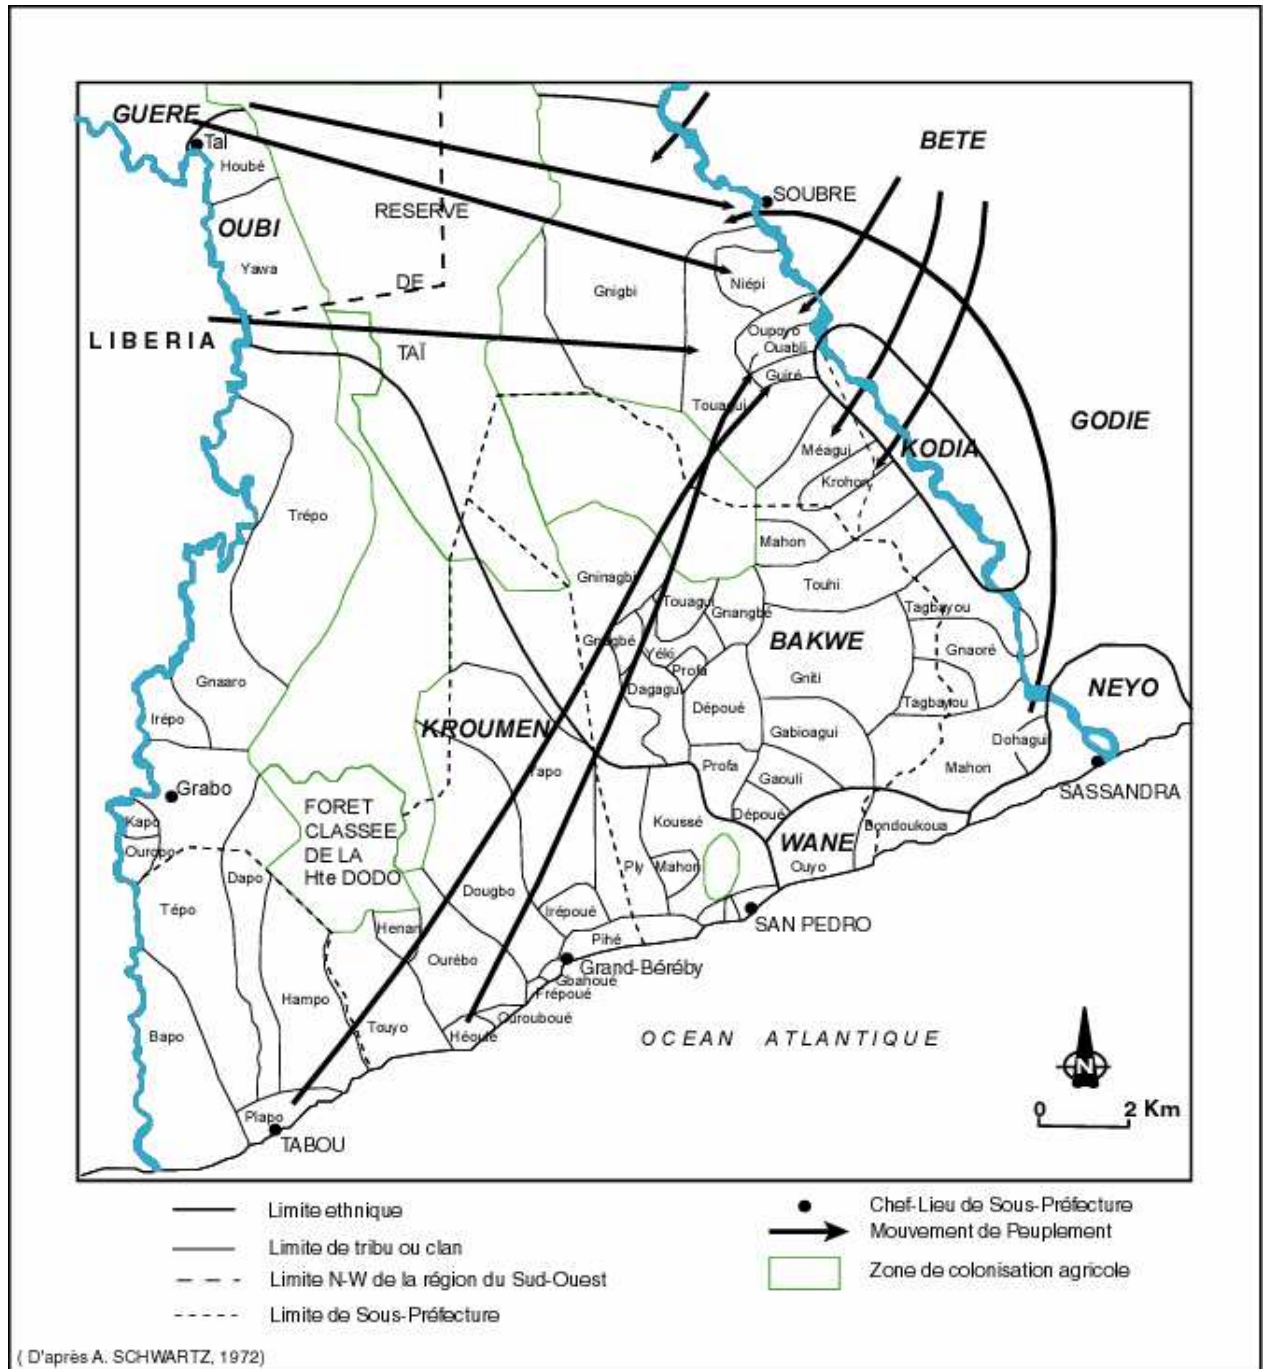 GUERE
Taï
Houbé
OUBI
Yawa
RESERVE
DE
TAÏ
LIBERIA
BETE
SOUBRE
Gnigbi
Niépi
Oupoyo
Ouabli
Guiré
Touagui
GODIE
KODIA
Méagui
Krohon
Trépo
Mahon
Gninagbi
Touhi
Touagui
Gnangbé
Tagbayou
Gnagbé
BAKWE
Gnaoré
Yéki
Profa
Gnaaro
Dagagui
Gniti
NEYO
Irépo
Dépoué
Tagbayou
KROUMEN
Gabioagui
Dohagui
Yapo
Profa
Mahon
Gaouli
Grabo
SASSANDRA
FORET
CLASSEE
DE LA
Hte DODO
Kapo
Koussé
Dépoué
Bondoukoua
WANE
Ouropo
Ply
Mahon
Ouyo
Dapo
Dougbo
Tépo
Irépoué
SAN PEDRO
Henan
Pihé
Ourébo
Grand-Béréby
Gbahoué
Frépoué
Hampo
Ourouboué
Touyo
Héoulé
Bapo
OCEAN ATLANTIQUE
N
Plapo
0 2 Km
TABOU
Limite ethnique
Limite de tribu ou clan
Limite N-W de la région du Sud-Ouest
Limite de Sous-Préfecture
Chef-Lieu de Sous-Préfecture
Mouvement de Peuplement
Zone de colonisation agricole
( D'après A. SCHWARTZ, 1972)